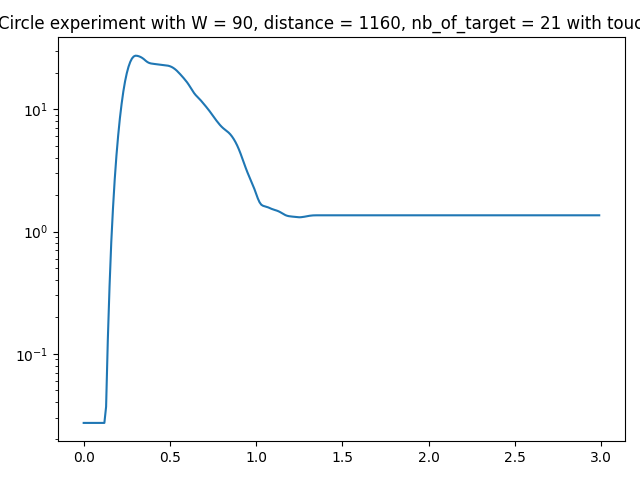 Circle experiment with W = 90, distance = 1160, nb_of_target = 21 with touc
10¹
10⁰
10⁻¹
0.0 0.5 1.0 1.5 2.0 2.5 3.0